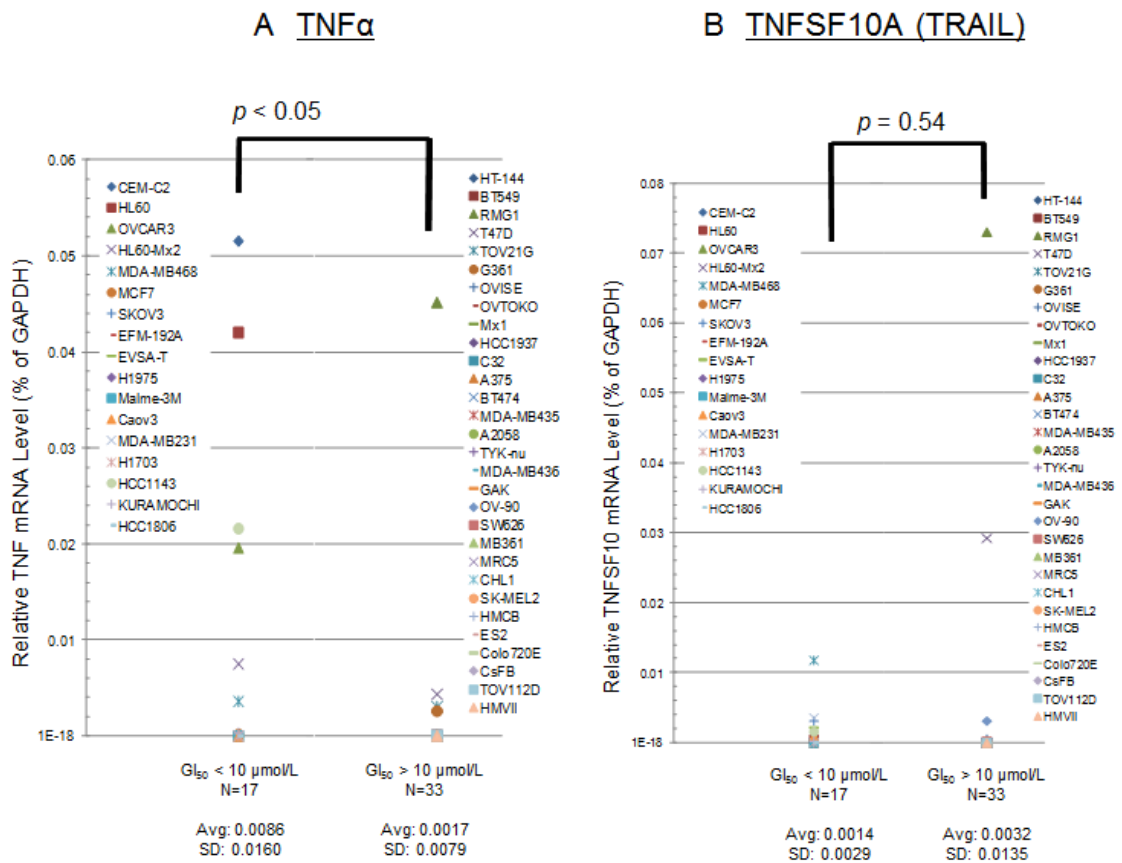 A TNFα
p < 0.05
Relative TNF mRNA Level (% of GAPDH)
0.06
0.05
0.04
0.03
0.02
0.01
1E-18
CEM-C2
HL60
OVCAR3
HL60-Mx2
MDA-MB468
MCF7
SKOV3
EFM-192A
EVSA-T
H1975
Malme-3M
Caov3
MDA-MB231
H1703
HCC1143
KURAMOCHI
HCC1806
HT-144
BT549
RMG1
T47D
TOV21G
G361
OVISE
OVTOKO
Mx1
HCC1937
C32
A375
BT474
MDA-MB435
A2058
TYK-nu
MDA-MB436
GAK
OV-90
SW626
MB361
MRC5
CHL1
SK-MEL2
HMCB
ES2
Colo720E
CsFB
TOV112D
HMVII
GI50 < 10 µmol/L
N=17
Avg: 0.0086
SD: 0.0160
GI50 > 10 µmol/L
N=33
Avg: 0.0017
SD: 0.0079
B TNFSF10A (TRAIL)
p = 0.54
Relative TNFSF10 mRNA Level (% of GAPDH)
0.08
0.07
0.06
0.05
0.04
0.03
0.02
0.01
1E-18
CEM-C2
HL60
OVCAR3
HL60-Mx2
MDA-MB468
MCF7
SKOV3
EFM-192A
EVSA-T
H1975
Malme-3M
Caov3
MDA-MB231
H1703
HCC1143
KURAMOCHI
HCC1806
HT-144
BT549
RMG1
T47D
TOV21G
G361
OVISE
OVTOKO
Mx1
HCC1937
C32
A375
BT474
MDA-MB435
A2058
TYK-nu
MDA-MB436
GAK
OV-90
SW626
MB361
MRC5
CHL1
SK-MEL2
HMCB
ES2
Colo720E
CsFB
TOV112D
HMVII
GI50 < 10 µmol/L
N=17
Avg: 0.0014
SD: 0.0029
GI50 > 10 µmol/L
N=33
Avg: 0.0032
SD: 0.0135